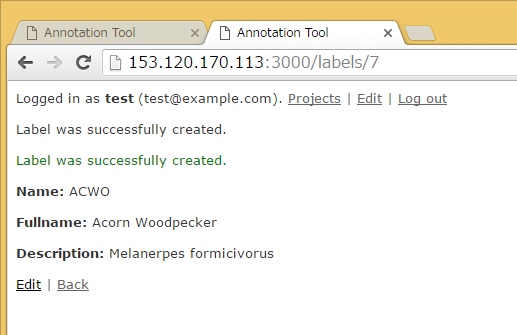 Annotation Tool Annotation Tool
153.120.170.113:3000/labels/7
Logged in as test (test@example.com). Projects | Edit | Log out
Label was successfully created.
Label was successfully created.
Name: ACWO
Fullname: Acorn Woodpecker
Description: Melanerpes formicivorus
Edit | Back